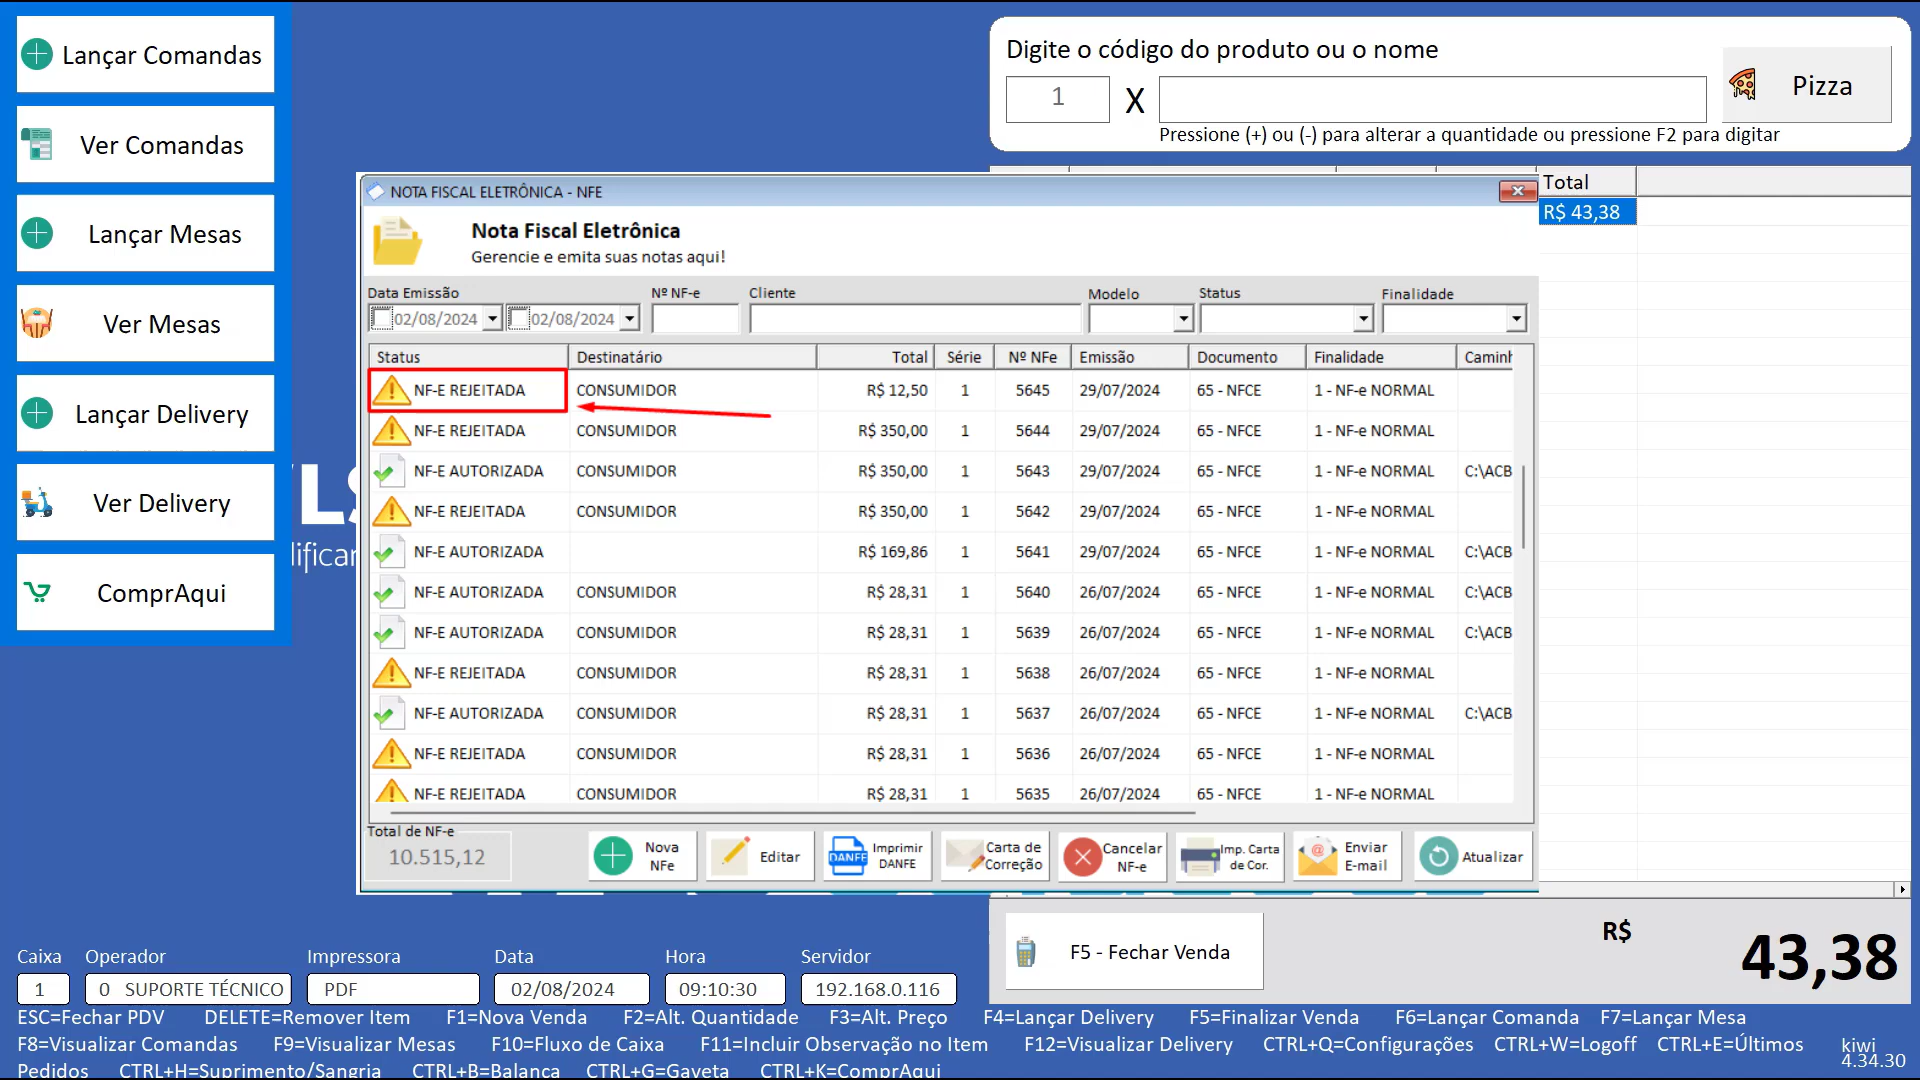 Lançar Comandas
Ver Comandas
Lançar Mesas
Ver Mesas
Lançar Delivery
Ver Delivery
ComprAqui
Digite o código do produto ou o nome
1 X
Pizza
Pressione (+) ou (-) para alterar a quantidade ou pressione F2 para digitar
Total
R$ 43,38
NOTA FISCAL ELETRÔNICA - NFE
Nota Fiscal Eletrônica
Gerencie e emita suas notas aqui!
Data Emissão Nº NF-e Cliente Modelo Status Finalidade
02/08/2024 02/08/2024
Status Destinatário Total Série Nº NFe Emissão Documento Finalidade Caminh
NF-E REJEITADA CONSUMIDOR R$ 12,50 1 5645 29/07/2024 65 - NFCE 1 - NF-e NORMAL
NF-E REJEITADA CONSUMIDOR R$ 350,00 1 5644 29/07/2024 65 - NFCE 1 - NF-e NORMAL
NF-E AUTORIZADA CONSUMIDOR R$ 350,00 1 5643 29/07/2024 65 - NFCE 1 - NF-e NORMAL C:\ACB
NF-E REJEITADA CONSUMIDOR R$ 350,00 1 5642 29/07/2024 65 - NFCE 1 - NF-e NORMAL
NF-E AUTORIZADA R$ 169,86 1 5641 29/07/2024 65 - NFCE 1 - NF-e NORMAL C:\ACB
NF-E AUTORIZADA CONSUMIDOR R$ 28,31 1 5640 26/07/2024 65 - NFCE 1 - NF-e NORMAL C:\ACB
NF-E AUTORIZADA CONSUMIDOR R$ 28,31 1 5639 26/07/2024 65 - NFCE 1 - NF-e NORMAL C:\ACB
NF-E REJEITADA CONSUMIDOR R$ 28,31 1 5638 26/07/2024 65 - NFCE 1 - NF-e NORMAL
NF-E AUTORIZADA CONSUMIDOR R$ 28,31 1 5637 26/07/2024 65 - NFCE 1 - NF-e NORMAL C:\ACB
NF-E REJEITADA CONSUMIDOR R$ 28,31 1 5636 26/07/2024 65 - NFCE 1 - NF-e NORMAL
NF-E REJEITADA CONSUMIDOR R$ 28,31 1 5635 26/07/2024 65 - NFCE 1 - NF-e NORMAL
Total de NF-e
10.515,12
Nova NFe
Editar
DANFE
Imprimir DANFE
Carta de Correção
Cancelar NF-e
Imp. Carta de Cor.
Enviar E-mail
Atualizar
F5 - Fechar Venda
R$
43,38
Caixa Operador Impressora Data Hora Servidor
1 0 SUPORTE TÉCNICO PDF 02/08/2024 09:10:30 192.168.0.116
ESC=Fechar PDV DELETE=Remover Item F1=Nova Venda F2=Alt. Quantidade F3=Alt. Preço F4=Lançar Delivery F5=Finalizar Venda F6=Lançar Comanda F7=Lançar Mesa
F8=Visualizar Comandas F9=Visualizar Mesas F10=Fluxo de Caixa F11=Incluir Observação no Item F12=Visualizar Delivery CTRL+Q=Configurações CTRL+W=Logoff CTRL+E=Últimos
Pedidos CTRL+H=Suprimento/Sangria CTRL+B=Balança CTRL+G=Gaveta CTRL+K=ComprAqui
kiwi
4.34.30